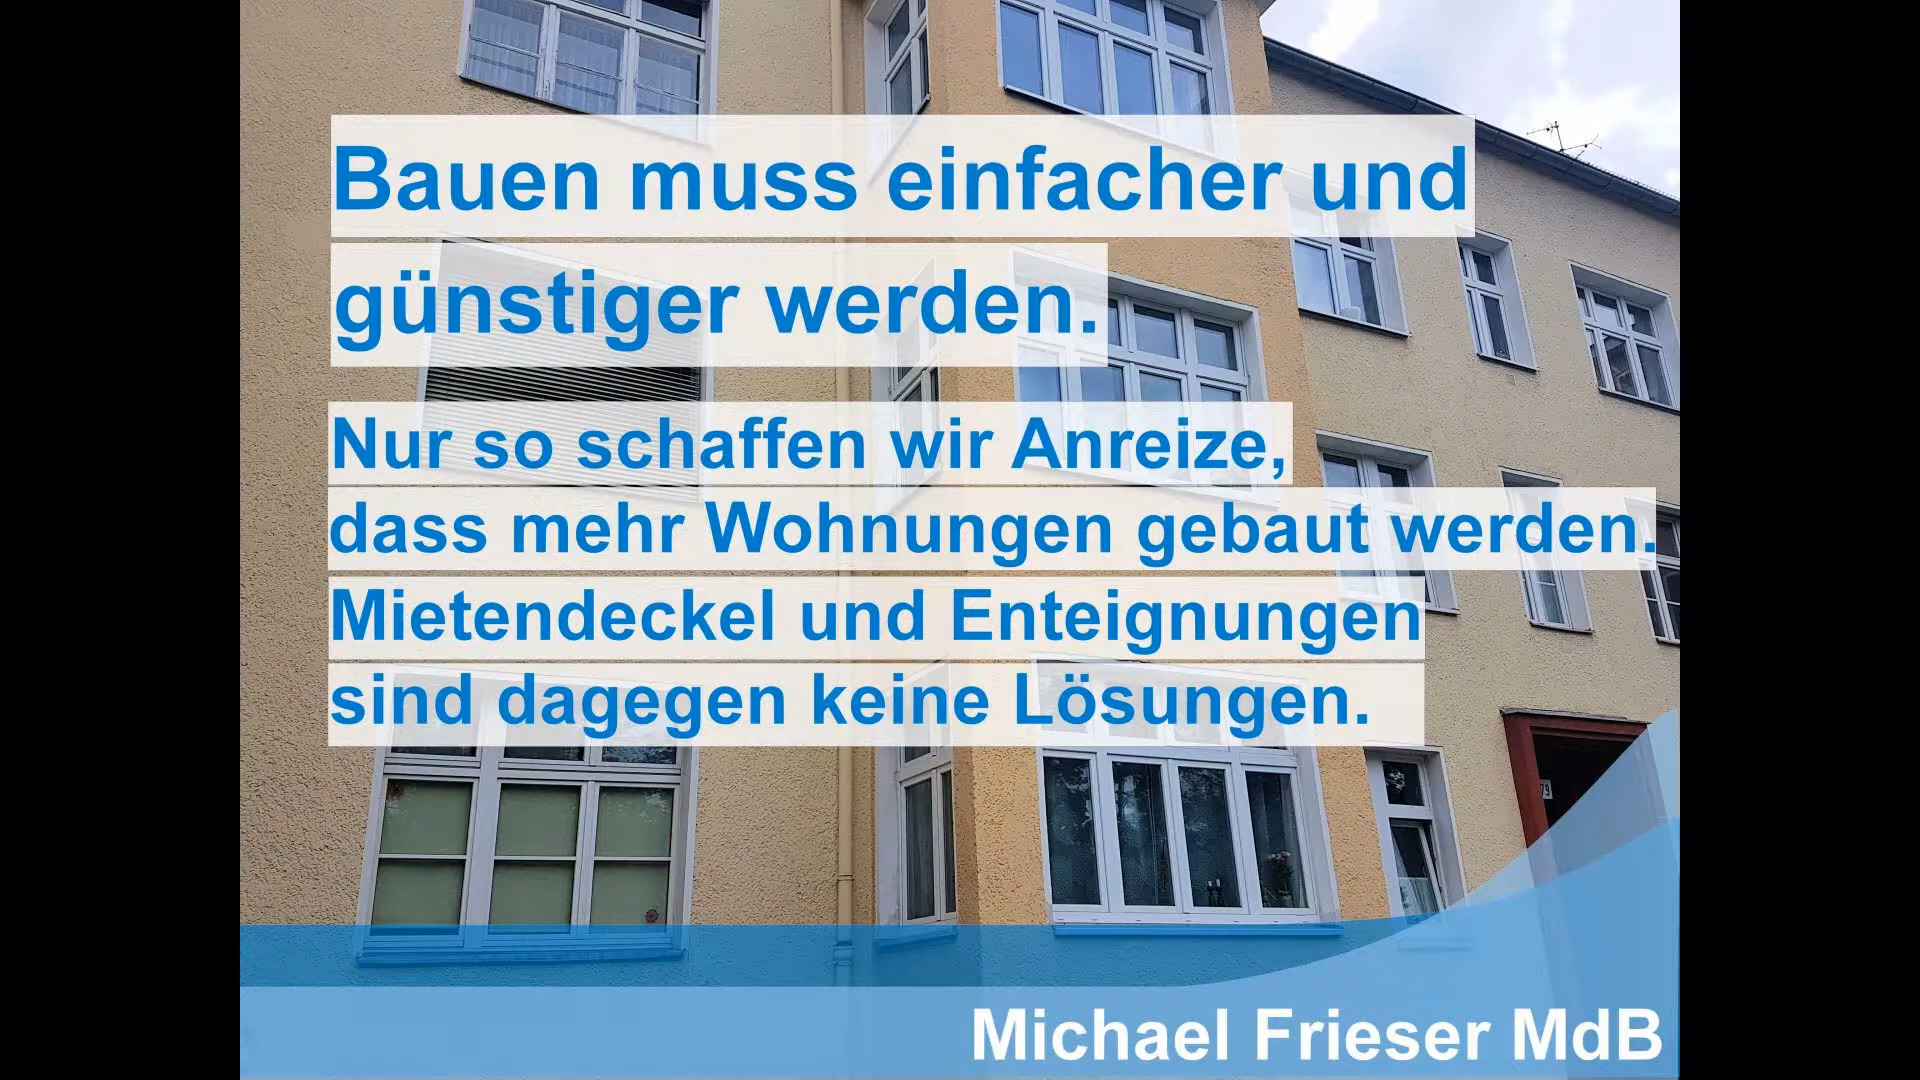 Bauen muss einfacher und
günstiger werden.
Nur so schaffen wir Anreize,
dass mehr Wohnungen gebaut werden.
Mietendeckel und Enteignungen
sind dagegen keine Lösungen.
79
Michael Frieser MdB